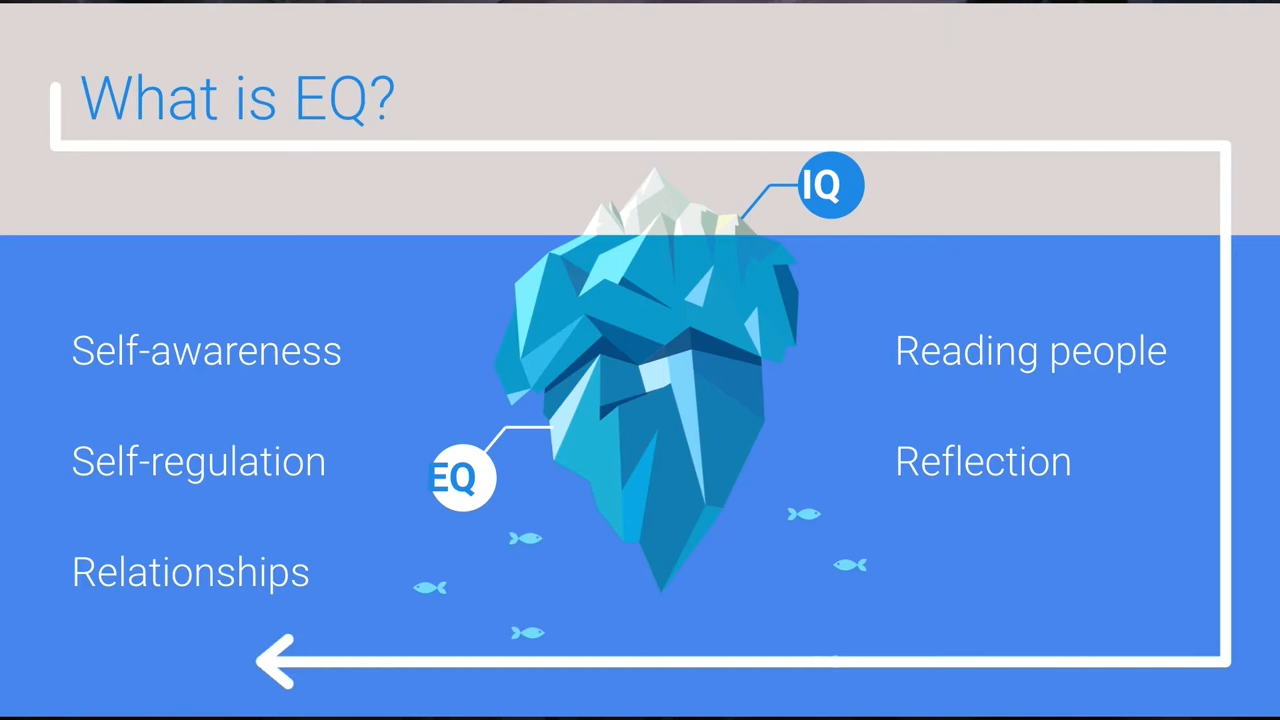 What is EQ?
IQ
Self-awareness
Reading people
Self-regulation
EQ
Reflection
Relationships